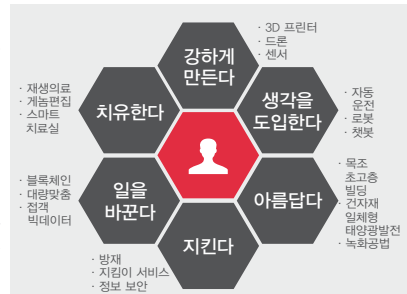 강하게
만든다
· 3D 프린터
· 드론
· 센서
생각을
도입한다
· 자동
운전
· 로봇
· 챗봇
아름답다
· 목조
초고층
빌딩
· 건자재
일체형
태양광발전
· 녹화공법
지킨다
· 방재
· 지킴이 서비스
· 정보 보안
일을
바꾼다
· 블록체인
· 대량맞춤
· 접객
빅데이터
치유한다
· 재생의료
· 게놈편집
· 스마트
치료실